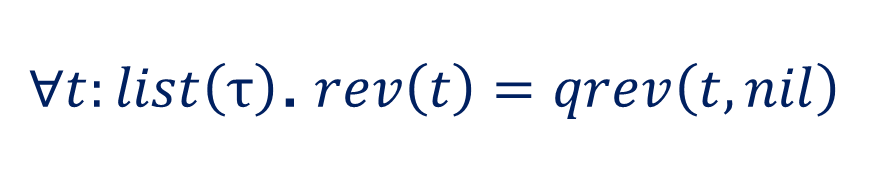 ∀t: list(τ). rev(t) = qrev(t, nil)